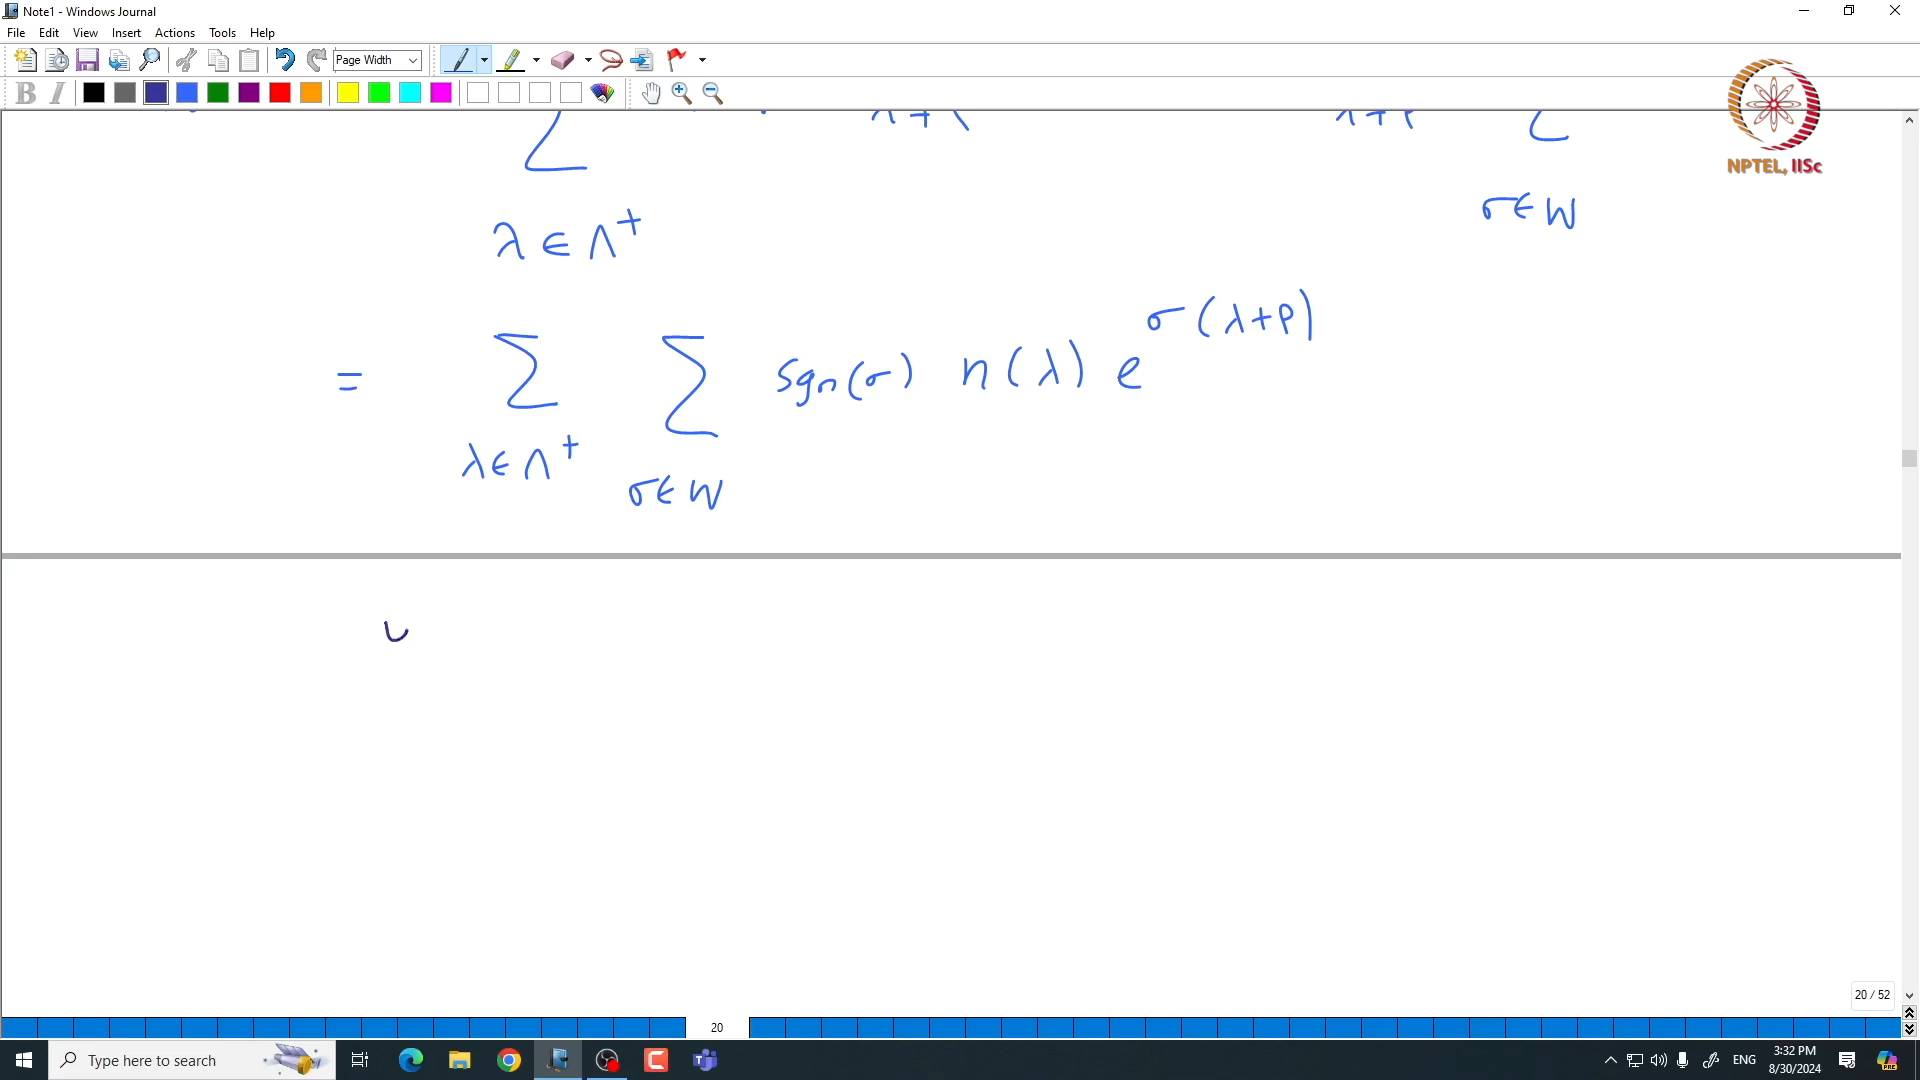 Note1 - Windows Journal
File Edit View Insert Actions Tools Help
Page Width
B I
NPTEL, IISc
λ+ρ λ+ρ Σ
Σ
σ∈W
λ∈Λ⁺
= Σ Σ sgn(σ) n(λ) e^σ(λ+ρ)
λ∈Λ⁺ σ∈W
20 / 52
20
Type here to search
ENG
3:32 PM
8/30/2024